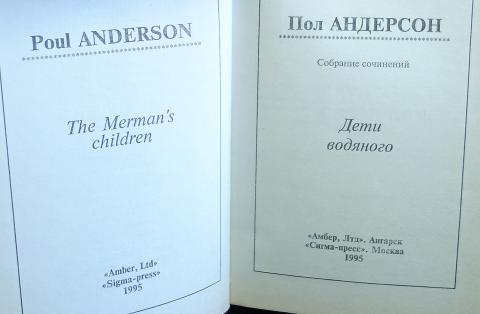 Poul ANDERSON
The Merman's
children
«Amber, Ltd»
«Sigma-press»
1995
Пол АНДЕРСОН
Собрание сочинений
Дети
водяного
«Амбер, Лтд». Ангарск
«Сигма-пресс». Москва
1995